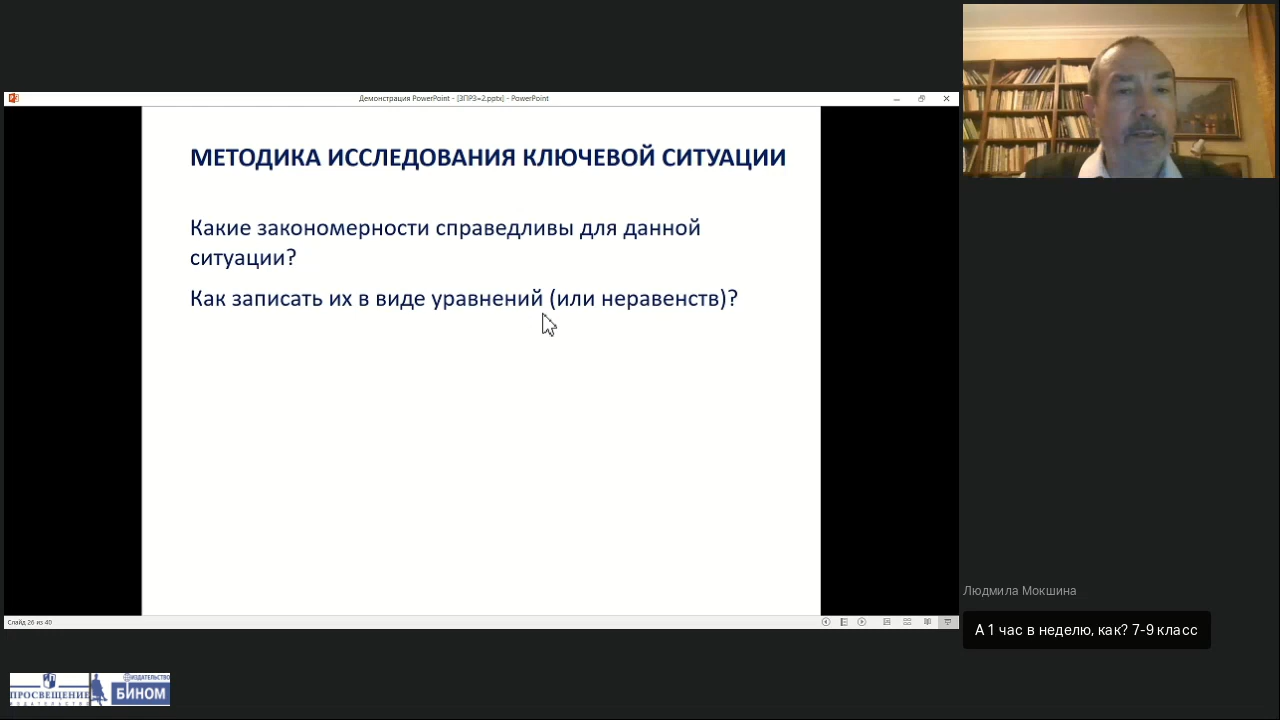 Демонстрация PowerPoint - [ЗПРЗ=2.pptx] - PowerPoint
МЕТОДИКА ИССЛЕДОВАНИЯ КЛЮЧЕВОЙ СИТУАЦИИ
Какие закономерности справедливы для данной
ситуации?
Как записать их в виде уравнений (или неравенств)?
Слайд 26 из 40
Людмила Мокшина
А 1 час в неделю, как? 7-9 класс
ПРОСВЕЩЕНИЕ
ИЗДАТЕЛЬСТВО
ИЗДАТЕЛЬСТВО
БИНОМ